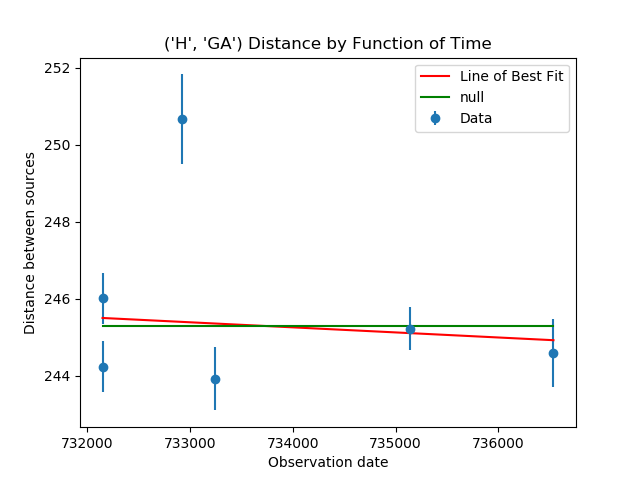 ('H', 'GA') Distance by Function of Time
252
250
248
246
244
Distance between sources
Line of Best Fit
null
Data
732000 733000 734000 735000 736000
Observation date